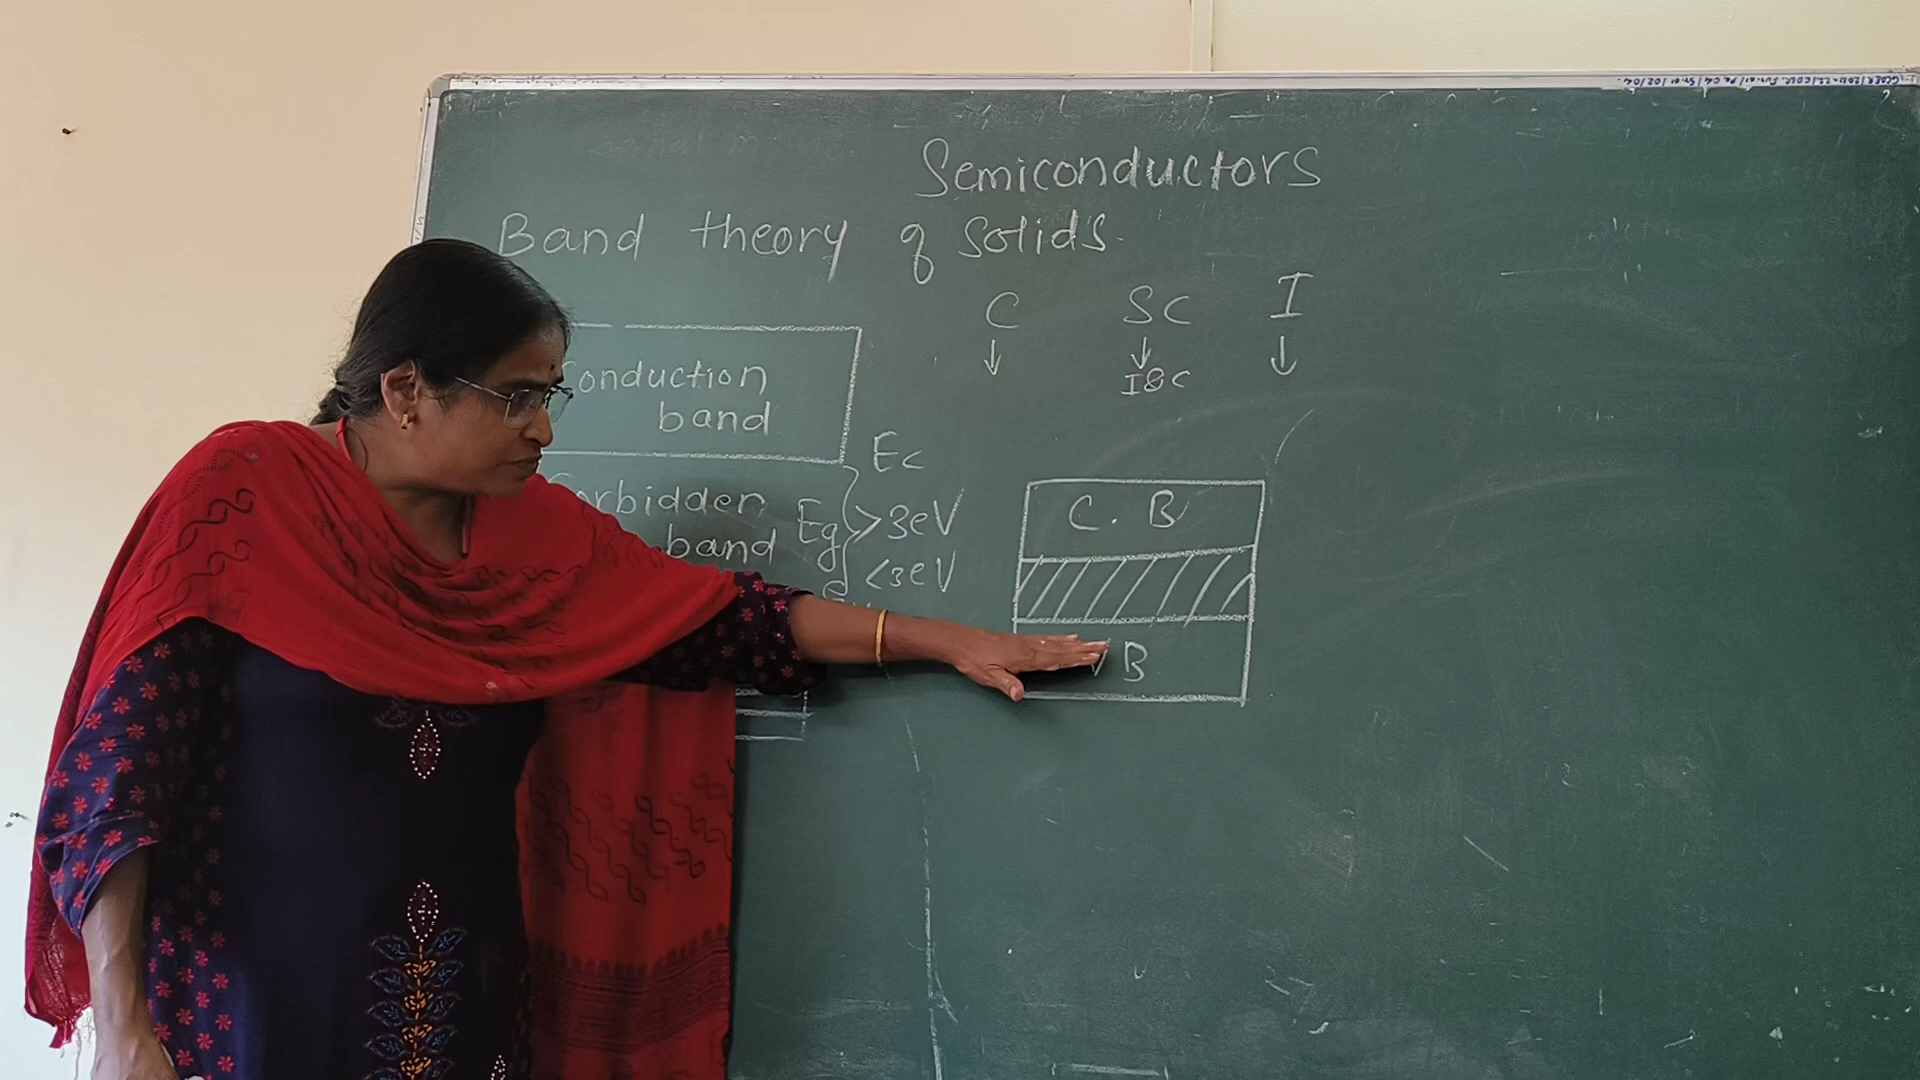 Semiconductors
Band theory of Solids.
C SC I
I&C
Conduction
band
Ec
Forbidden
band
Eg
>3eV
<3eV
C. B
V B